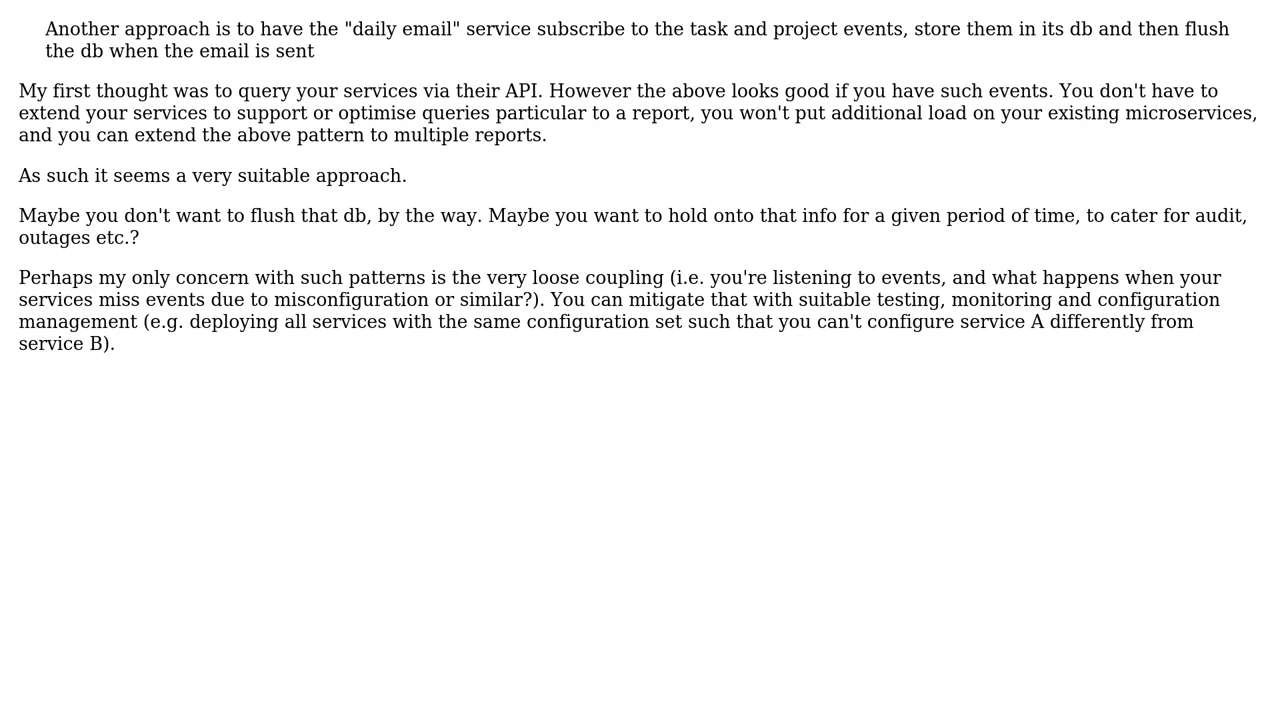 Another approach is to have the "daily email" service subscribe to the task and project events, store them in its db and then flush
the db when the email is sent
My first thought was to query your services via their API. However the above looks good if you have such events. You don't have to
extend your services to support or optimise queries particular to a report, you won't put additional load on your existing microservices,
and you can extend the above pattern to multiple reports.
As such it seems a very suitable approach.
Maybe you don't want to flush that db, by the way. Maybe you want to hold onto that info for a given period of time, to cater for audit,
outages etc.?
Perhaps my only concern with such patterns is the very loose coupling (i.e. you're listening to events, and what happens when your
services miss events due to misconfiguration or similar?). You can mitigate that with suitable testing, monitoring and configuration
management (e.g. deploying all services with the same configuration set such that you can't configure service A differently from
service B).